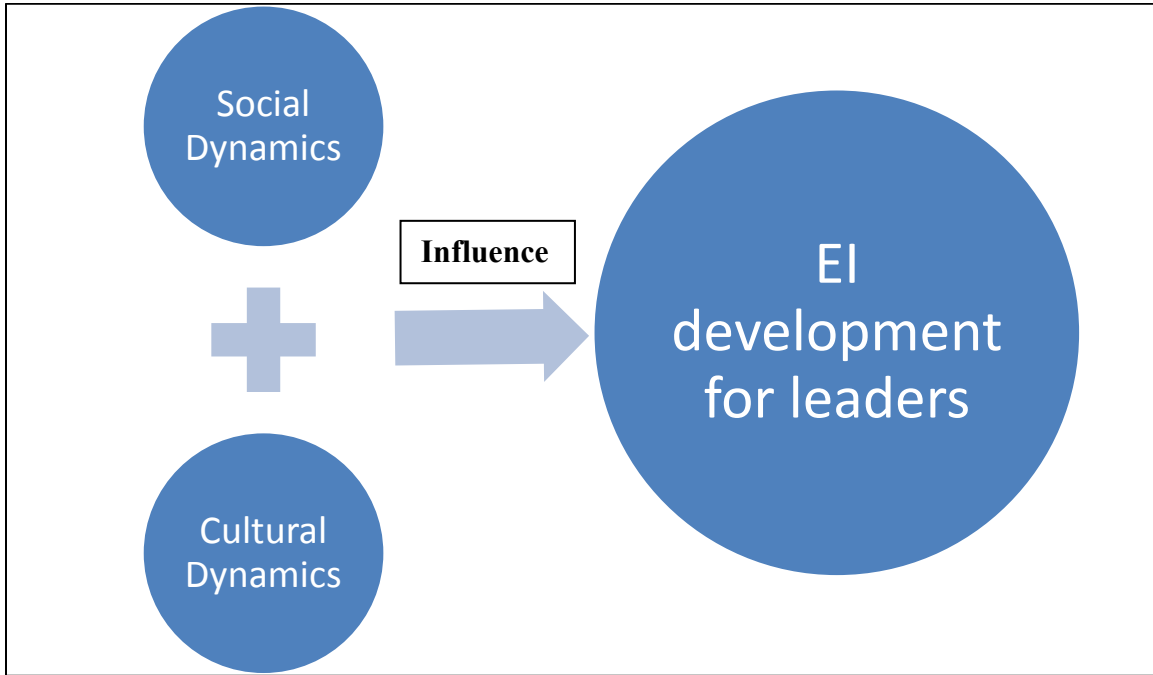 Social
Dynamics
Influence
EI
development
for leaders
Cultural
Dynamics